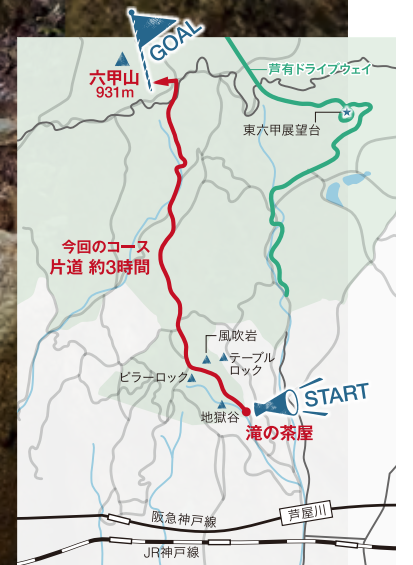 GOAL
六甲山
931m
芦有ドライブウェイ
東六甲展望台
今回のコース
片道 約3時間
風吹岩
テーブル
ロック
ピラーロック
地獄谷
START
滝の茶屋
芦屋川
阪急神戸線
JR神戸線